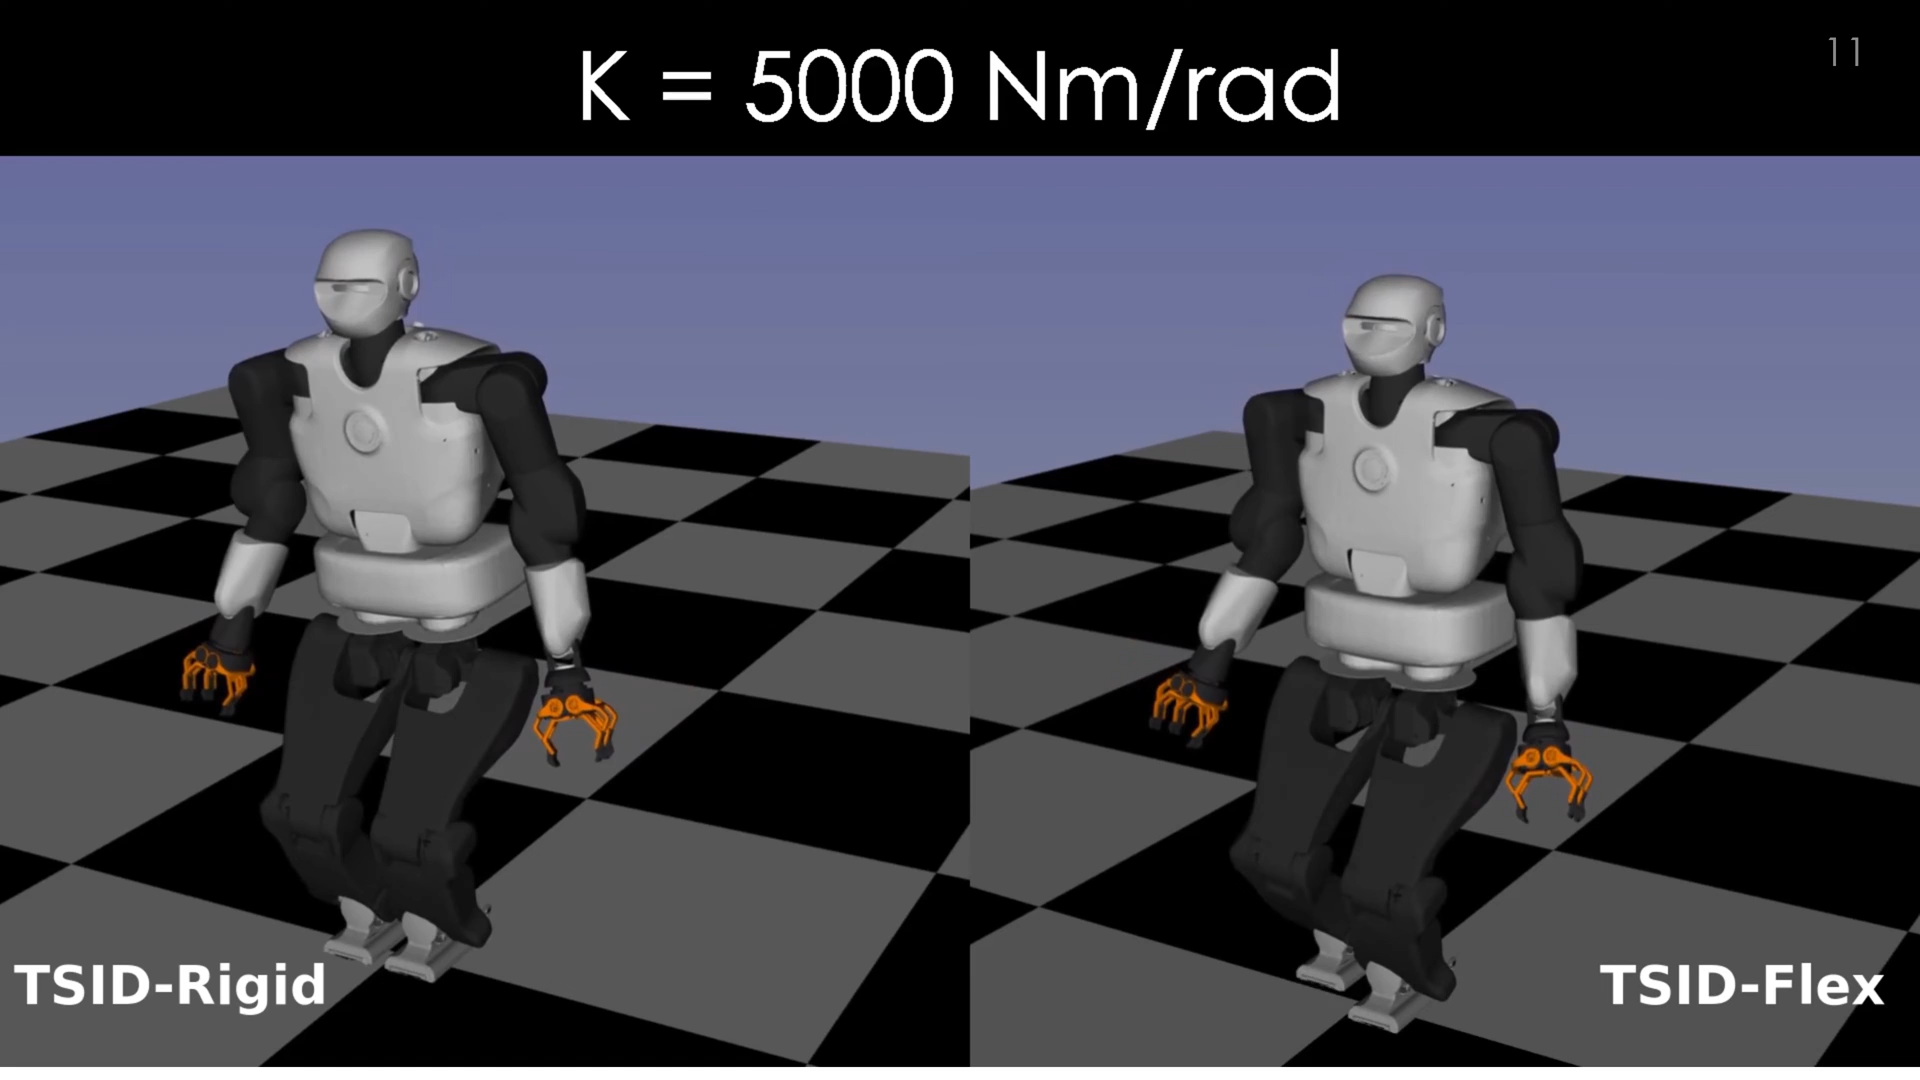 K = 5000 Nm/rad
11
TSID-Rigid
TSID-Flex